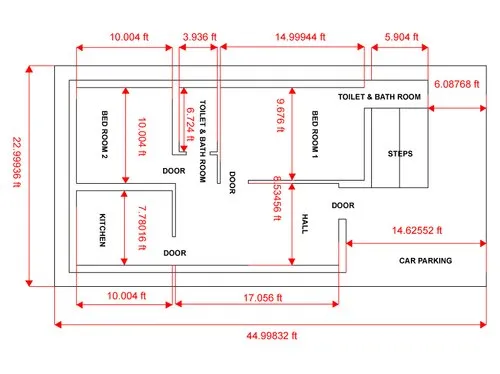 10.004 ft
3.936 ft
14.99944 ft
5.904 ft
6.08768 ft
TOILET & BATH ROOM
22.99936 ft
BED ROOM 2
10.004 ft
6.724 ft
TOILET & BATH ROOM
9.676 ft
BED ROOM 1
STEPS
DOOR
DOOR
8.53456 ft
KITCHEN
7.78016 ft
DOOR
HALL
DOOR
14.62552 ft
CAR PARKING
10.004 ft
17.056 ft
44.99832 ft